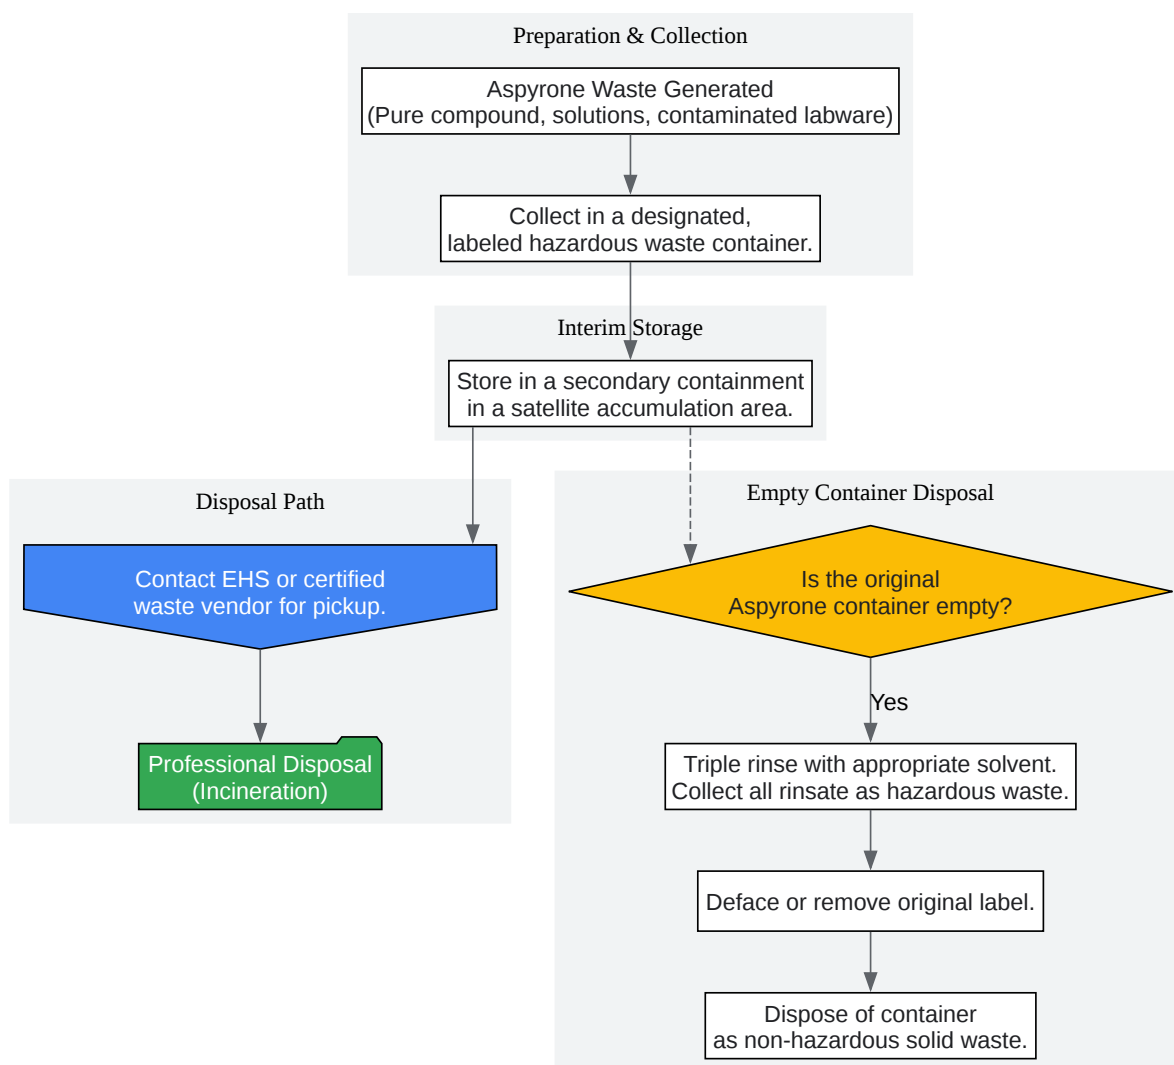 Preparation & Collection
Aspyrone Waste Generated
(Pure compound, solutions, contaminated labware)
Collect in a designated,
labeled hazardous waste container.
Interim Storage
Store in a secondary containment
in a satellite accumulation area.
Disposal Path
Contact EHS or certified
waste vendor for pickup.
Professional Disposal
(Incineration)
Empty Container Disposal
Is the original
Aspyrone container empty?
Yes
Triple rinse with appropriate solvent.
Collect all rinsate as hazardous waste.
Deface or remove original label.
Dispose of container
as non-hazardous solid waste.